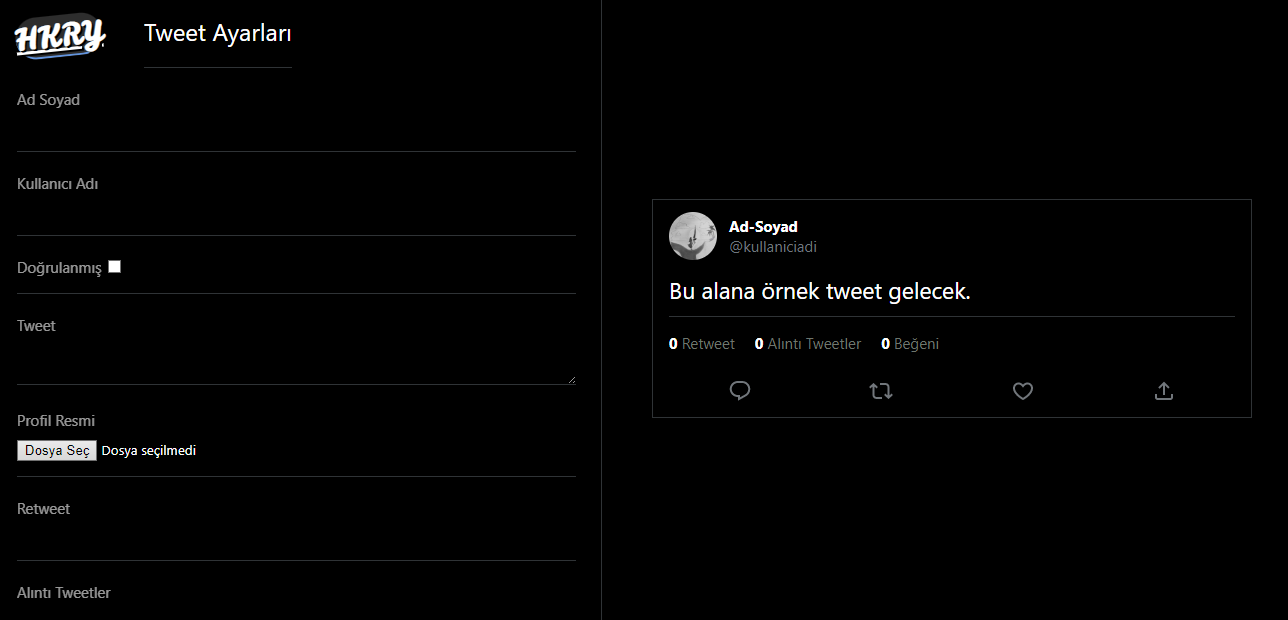 HKRY
Tweet Ayarları
Ad Soyad
Kullanıcı Adı
Doğrulanmış
Tweet
Profil Resmi
Dosya Seç Dosya seçilmedi
Retweet
Alıntı Tweetler
Ad-Soyad
@kullaniciadi
Bu alana örnek tweet gelecek.
0 Retweet 0 Alıntı Tweetler 0 Beğeni